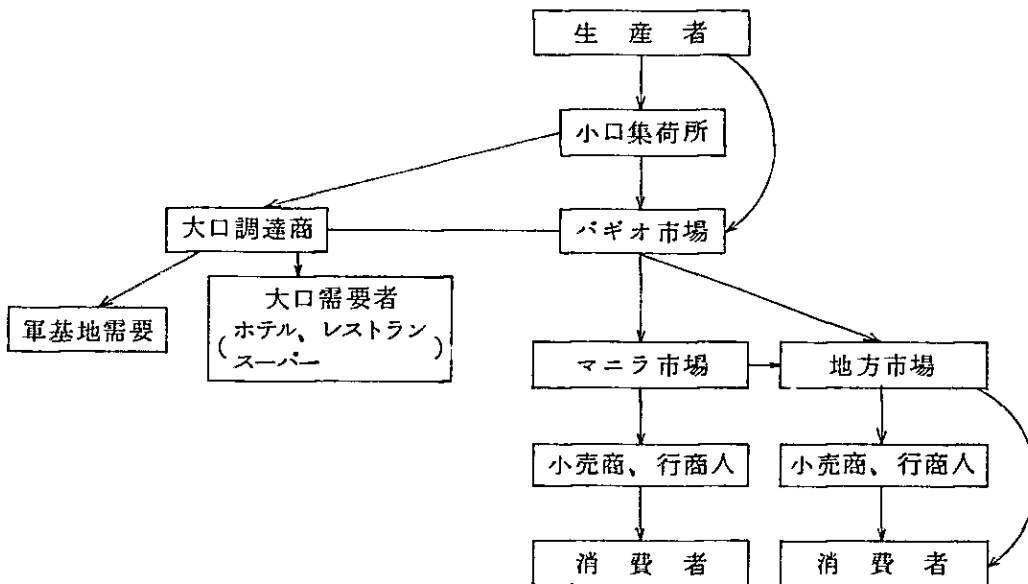 生産者
小口集荷所
大口調達商
バギオ市場
大口需要者
(ホテル、レストラン
スーパー)
軍基地需要
マニラ市場
地方市場
小売商、行商人
小売商、行商人
消費者
消費者